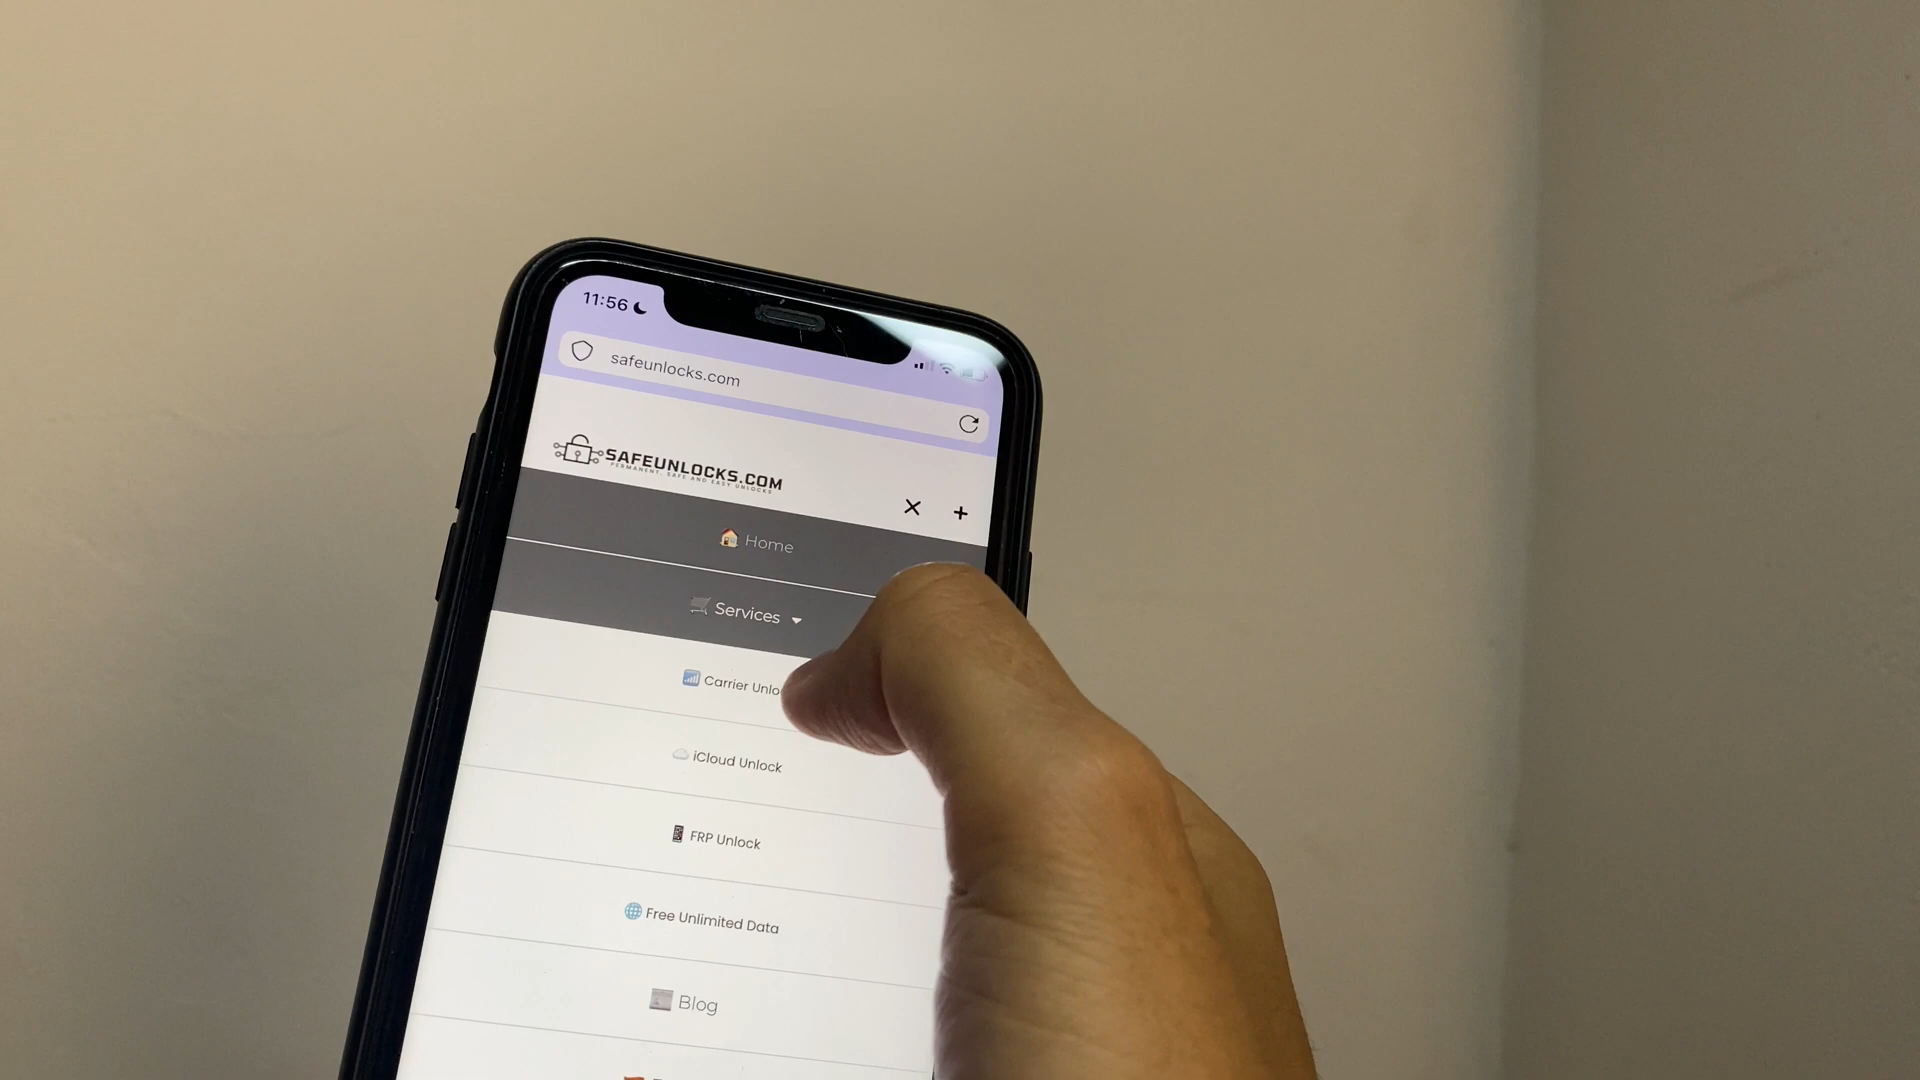 11:56
safeunlocks.com
SAFEUNLOCKS.COM
PERMANENT, SAFE AND EASY UNLOCKS
Home
Services
Carrier Unlo
iCloud Unlock
FRP Unlock
Free Unlimited Data
Blog